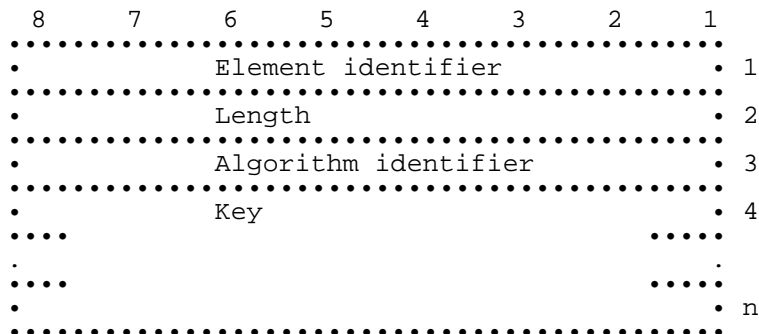 8 7 6 5 4 3 2 1
Element identifier 1
Length 2
Algorithm identifier 3
Key 4
n